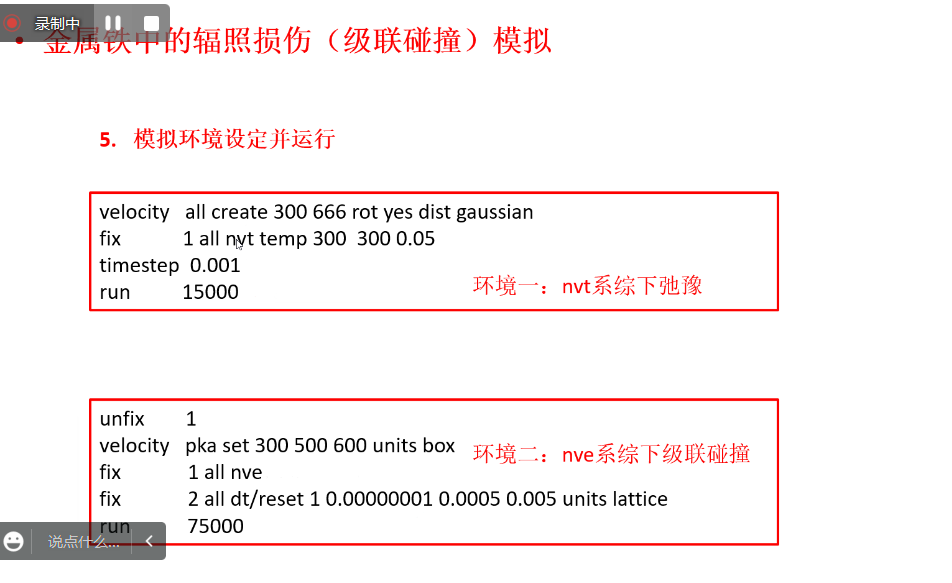 录制中
• 金属铁中的辐照损伤（级联碰撞）模拟
5. 模拟环境设定并运行
velocity all create 300 666 rot yes dist gaussian
fix 1 all nvt temp 300 300 0.05
timestep 0.001
run 15000
环境一：nvt系综下弛豫
unfix 1
velocity pka set 300 500 600 units box
环境二：nve系综下级联碰撞
fix 1 all nve
fix 2 all dt/reset 1 0.00000001 0.0005 0.005 units lattice
run 75000
说点什么...